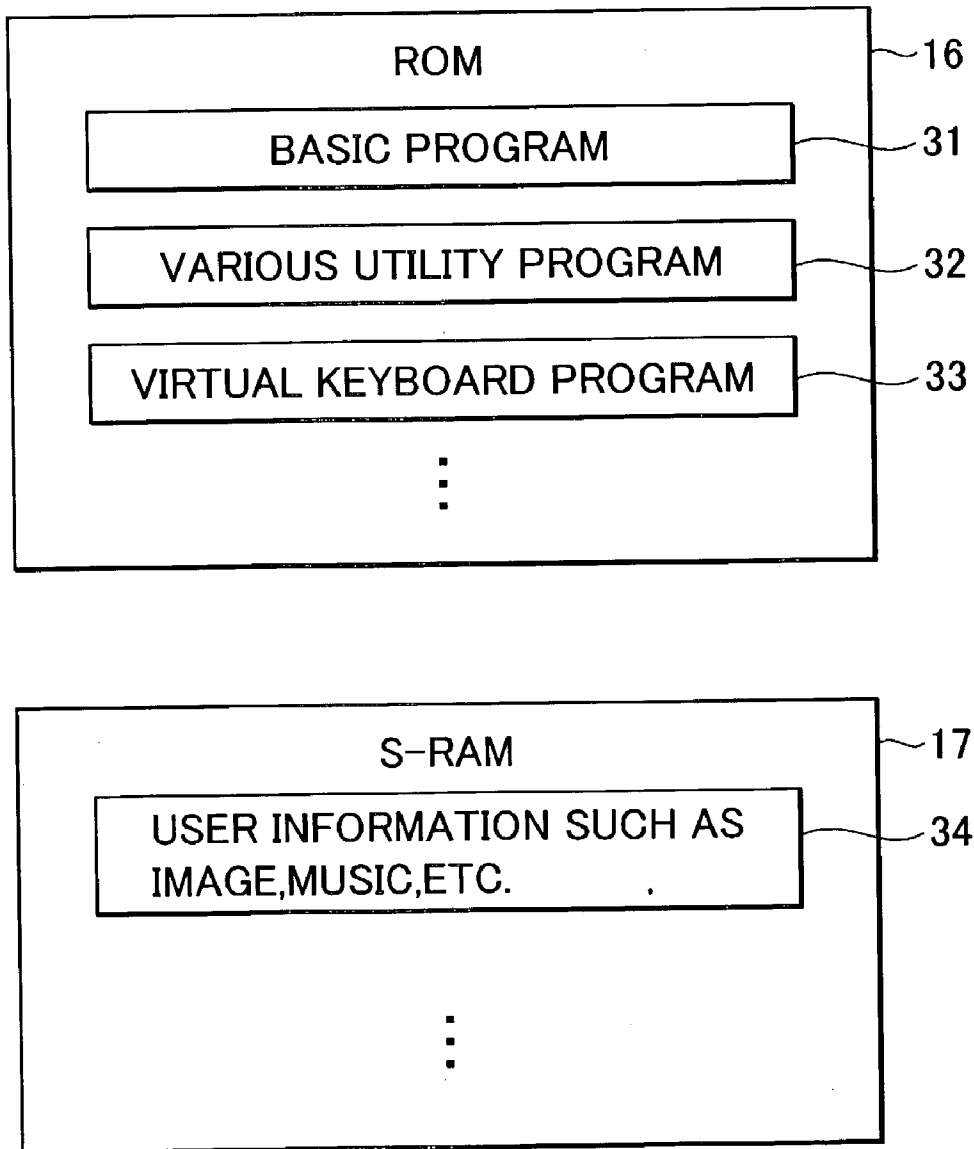 ROM
16
BASIC PROGRAM
31
VARIOUS UTILITY PROGRAM
32
VIRTUAL KEYBOARD PROGRAM
33
S-RAM
17
USER INFORMATION SUCH AS
IMAGE,MUSIC,ETC.
34